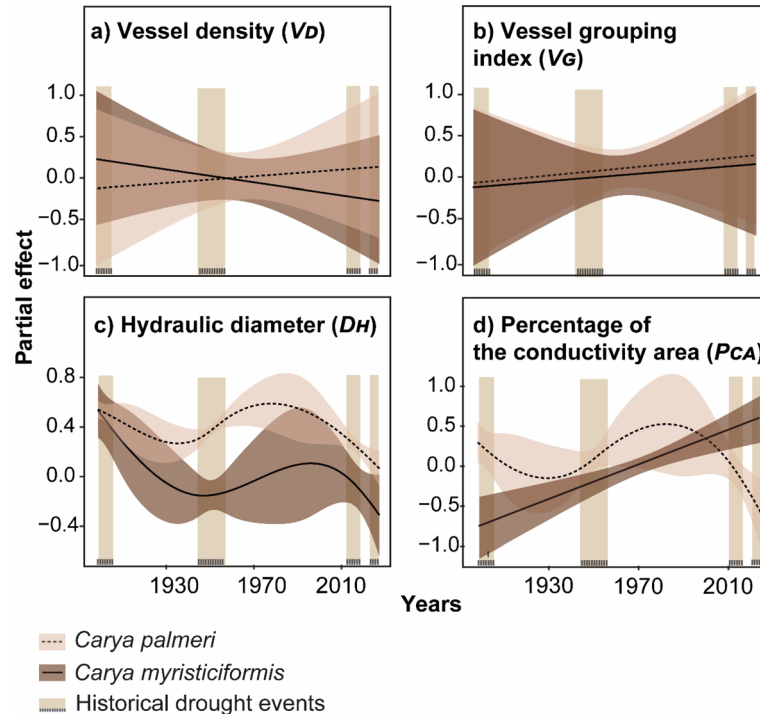 a) Vessel density (VD)
b) Vessel grouping
index (VG)
1.0
0.5
0.0
−0.5
−1.0
1.0
0.5
0.0
−0.5
−1.0
Partial effect
c) Hydraulic diameter (DH)
d) Percentage of
the conductivity area (PCA)
0.8
0.4
0.0
−0.4
1.0
0.5
0.0
−0.5
−1.0
1930
1970
2010
1930
1970
2010
Years
Carya palmeri
Carya myristiciformis
Historical drought events